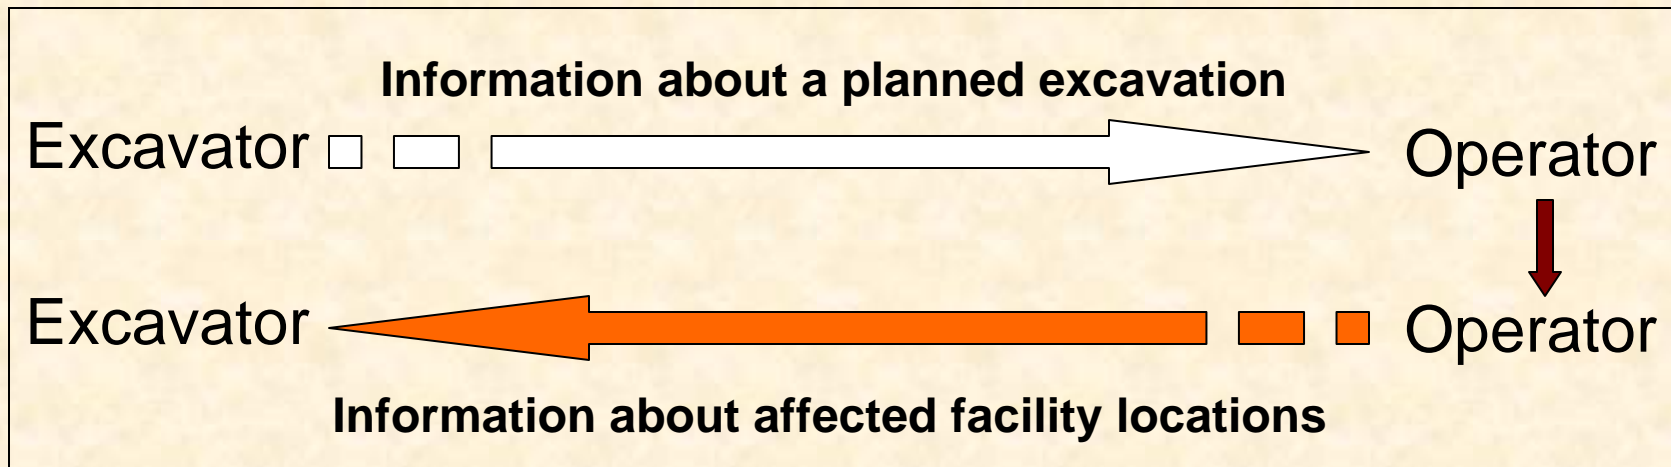 Information about a planned excavation
Excavator Operator
Excavator Operator
Information about affected facility locations